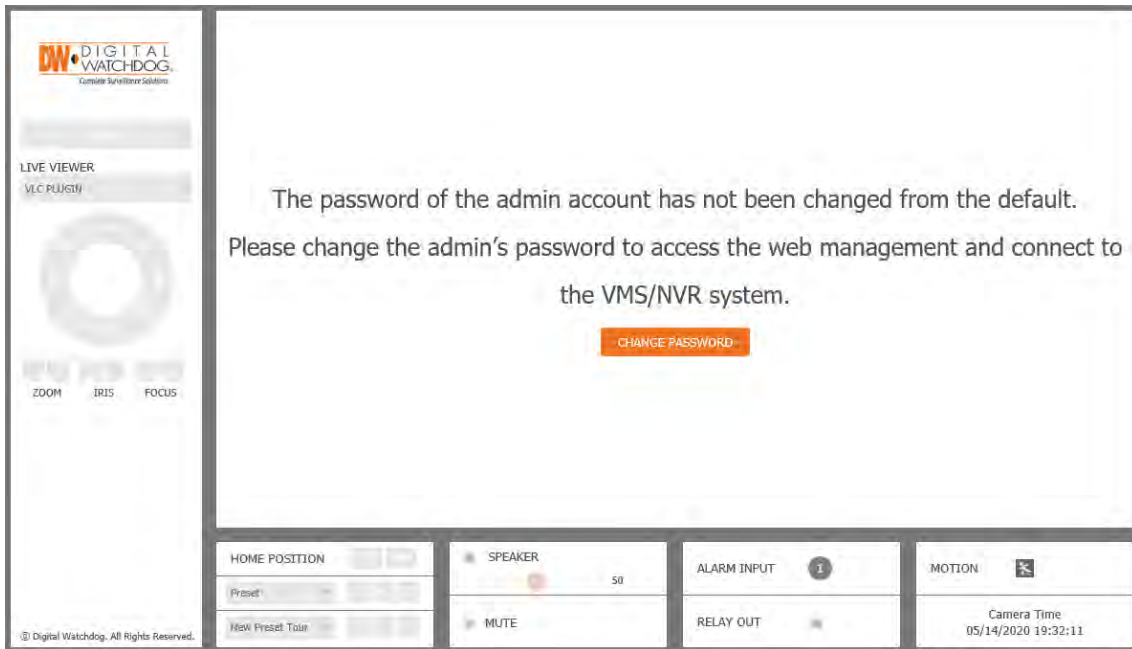 DW DIGITAL
WATCHDOG.
Complete Surveillance Solutions
LIVE VIEWER
VLC PLUGIN
ZOOM IRIS FOCUS
The password of the admin account has not been changed from the default.
Please change the admin's password to access the web management and connect to
the VMS/NVR system.
CHANGE PASSWORD
HOME POSITION
Preset
New Preset Tour
SPEAKER
50
MUTE
ALARM INPUT 1
RELAY OUT
MOTION
Camera Time
05/14/2020 19:32:11
© Digital Watchdog. All Rights Reserved.